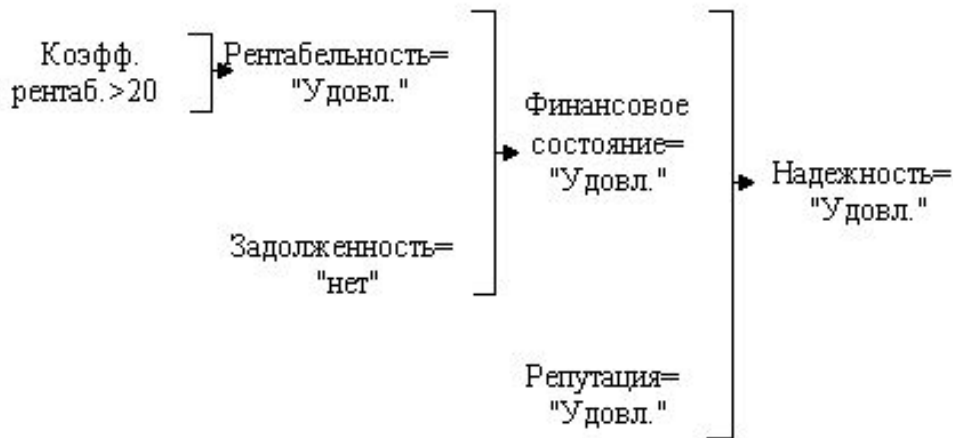 Коэфф.
рентаб.>20
Рентабельность=
"Удовл."
Задолженность=
"нет"
Финансовое
состояние=
"Удовл."
Репутация=
"Удовл."
Надежность=
"Удовл."